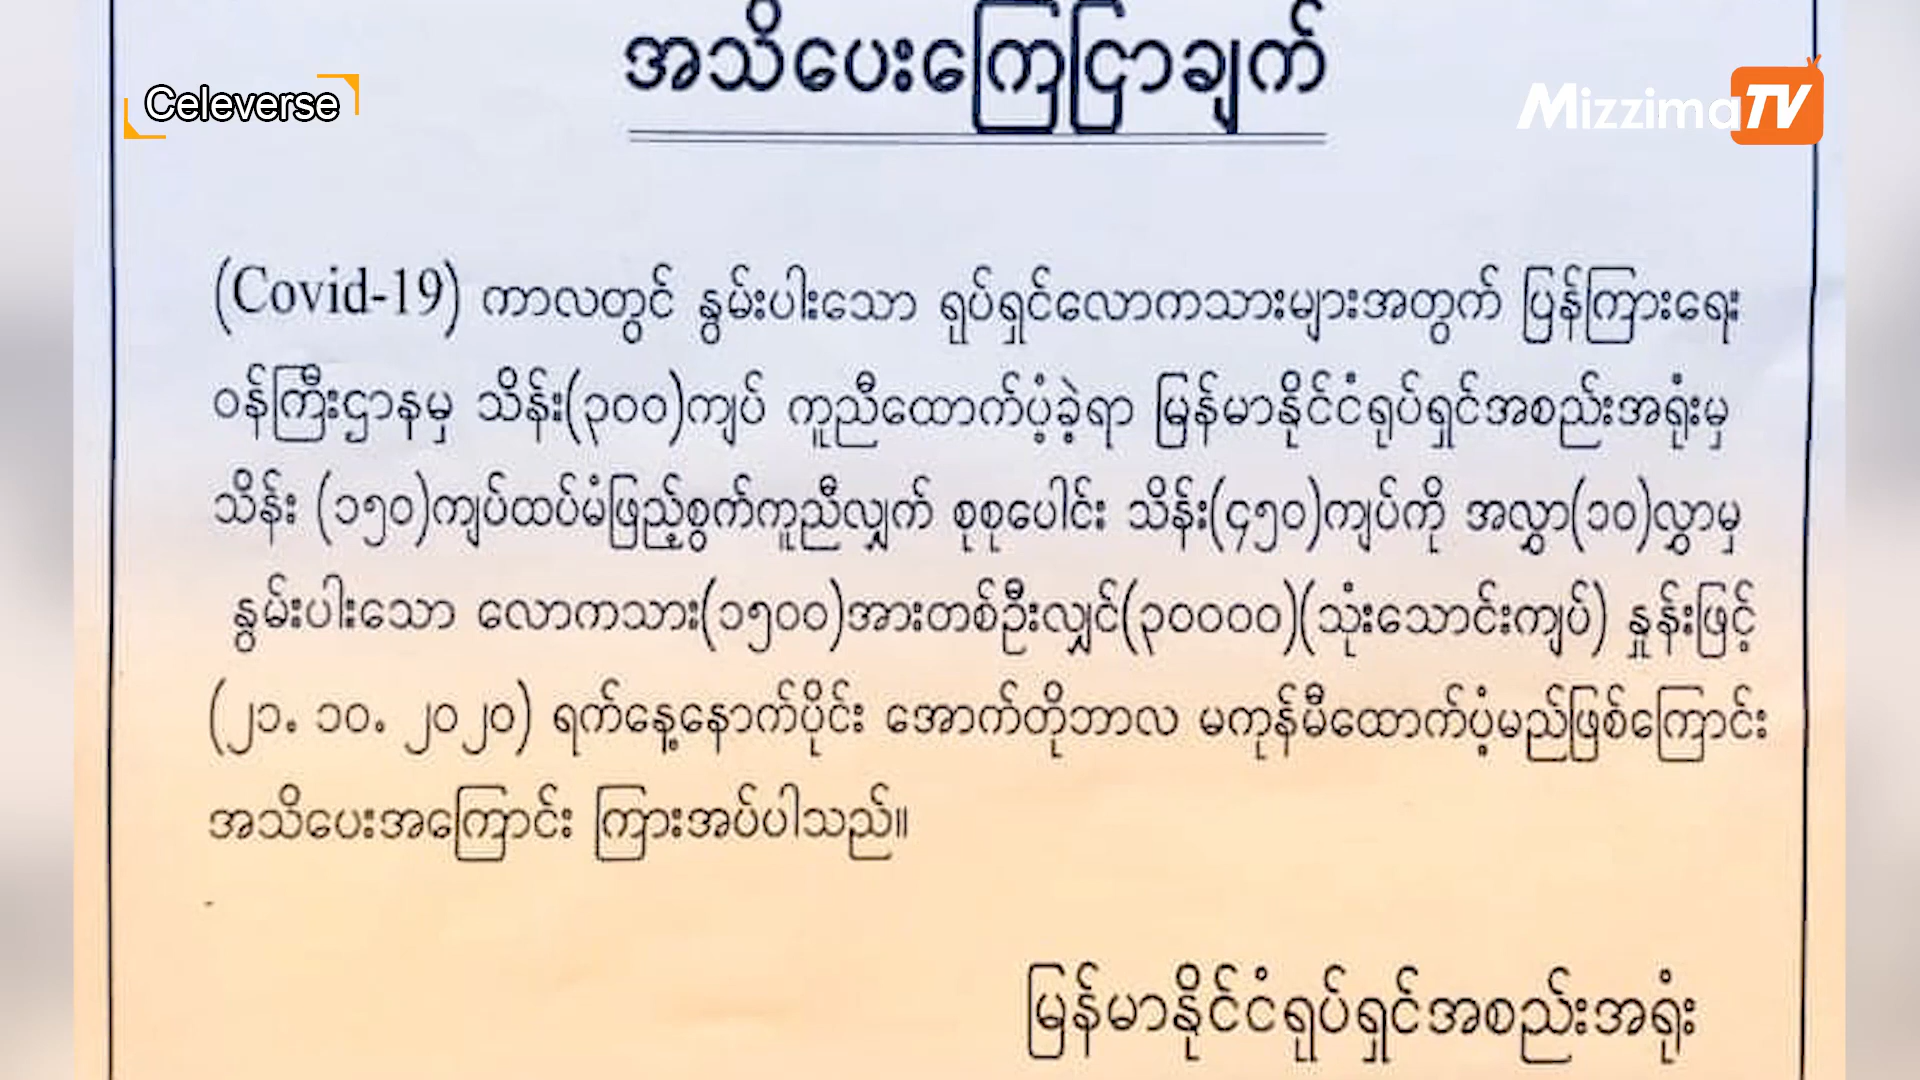 အသိပေးကြေငြာချက်
Celeverse
Mizzima TV
(Covid-19) ကာလတွင် နွမ်းပါးသော ရုပ်ရှင်လောကသားများအတွက် ပြန်ကြားရေး
ဝန်ကြီးဌာနမှ သိန်း(၃၀၀)ကျပ် ကူညီထောက်ပံ့ခဲ့ရာ မြန်မာနိုင်ငံရုပ်ရှင်အစည်းအရုံးမှ
သိန်း (၁၅၀)ကျပ်ထပ်မံဖြည့်စွက်ကူညီလျှက် စုစုပေါင်း သိန်း(၄၅၀)ကျပ်ကို အလွှာ(၁၀)လွှာမှ
နွမ်းပါးသော လောကသား(၁၅၀၀)အားတစ်ဦးလျှင်(၃၀၀၀၀)(သုံးသောင်းကျပ်) နှုန်းဖြင့်
(၂၁. ၁၀. ၂၀၂၀) ရက်နေ့နောက်ပိုင်း အောက်တိုဘာလ မကုန်မီထောက်ပံ့မည်ဖြစ်ကြောင်း
အသိပေးအကြောင်း ကြားအပ်ပါသည်။
မြန်မာနိုင်ငံရုပ်ရှင်အစည်းအရုံး